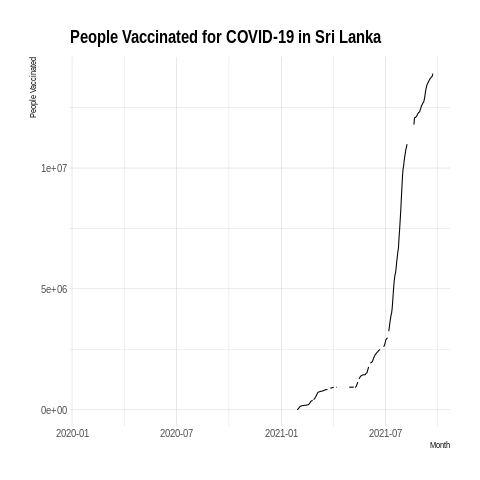 People Vaccinated for COVID-19 in Sri Lanka
People Vaccinated
1e+07
5e+06
0e+00
2020-01 2020-07 2021-01 2021-07
Month